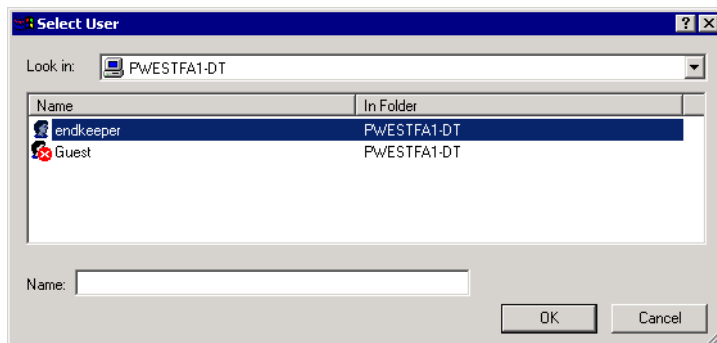 Select User
Look in: PWESTFA1-DT
Name In Folder
endkeeper PWESTFA1-DT
Guest PWESTFA1-DT
Name:
OK Cancel